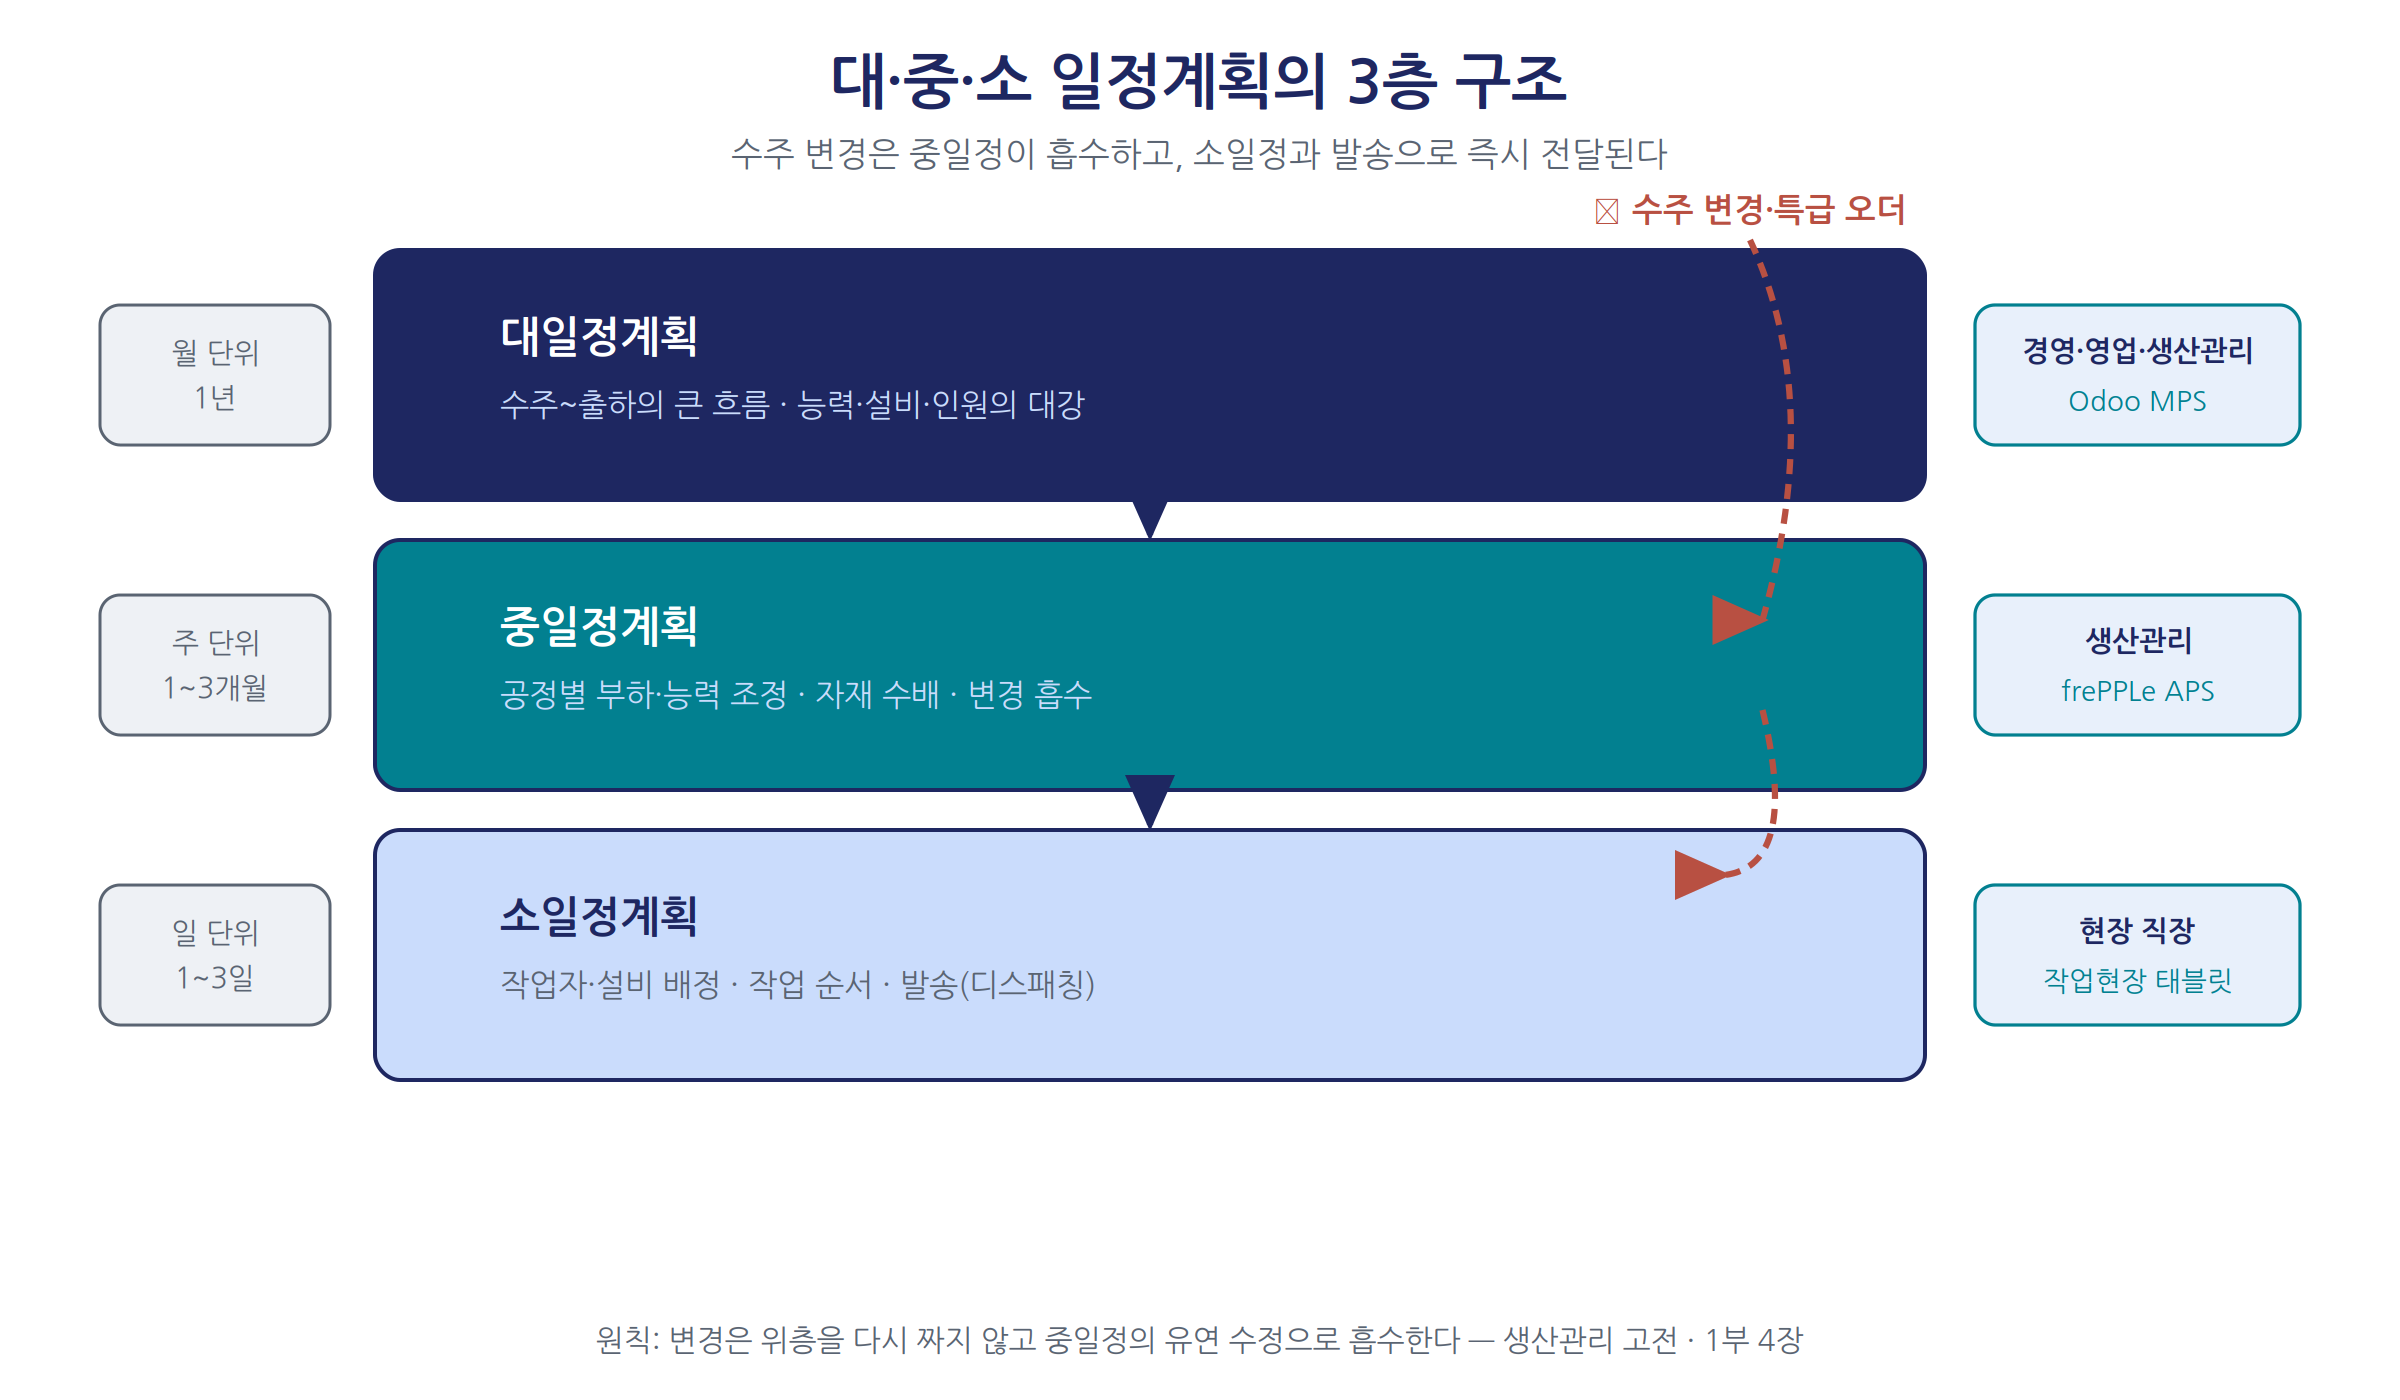 대·중·소 일정계획의 3층 구조
수주 변경은 중일정이 흡수하고, 소일정과 발송으로 즉시 전달된다
수주 변경·특급 오더
월 단위
1년
대일정계획
수주~출하의 큰 흐름 · 능력·설비·인원의 대강
경영·영업·생산관리
Odoo MPS
주 단위
1~3개월
중일정계획
공정별 부하·능력 조정 · 자재 수배 · 변경 흡수
생산관리
frePPLe APS
일 단위
1~3일
소일정계획
작업자·설비 배정 · 작업 순서 · 발송(디스패칭)
현장 직장
작업현장 태블릿
원칙: 변경은 위층을 다시 짜지 않고 중일정의 유연 수정으로 흡수한다 — 생산관리 고전 · 1부 4장